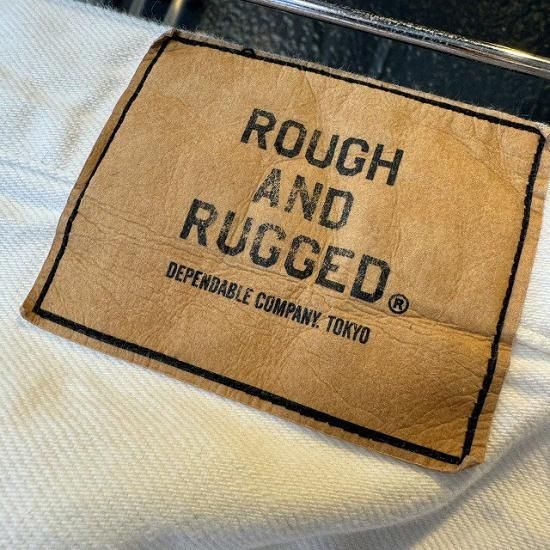 ROUGH
AND
RUGGED®
DEPENDABLE COMPANY. TOKYO